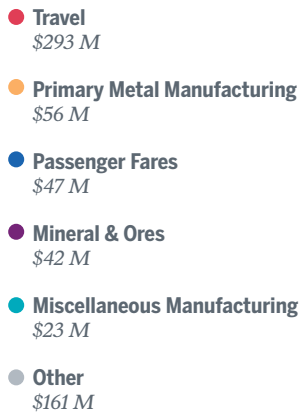 Travel
$293 M
Primary Metal Manufacturing
$56 M
Passenger Fares
$47 M
Mineral & Ores
$42 M
Miscellaneous Manufacturing
$23 M
Other
$161 M